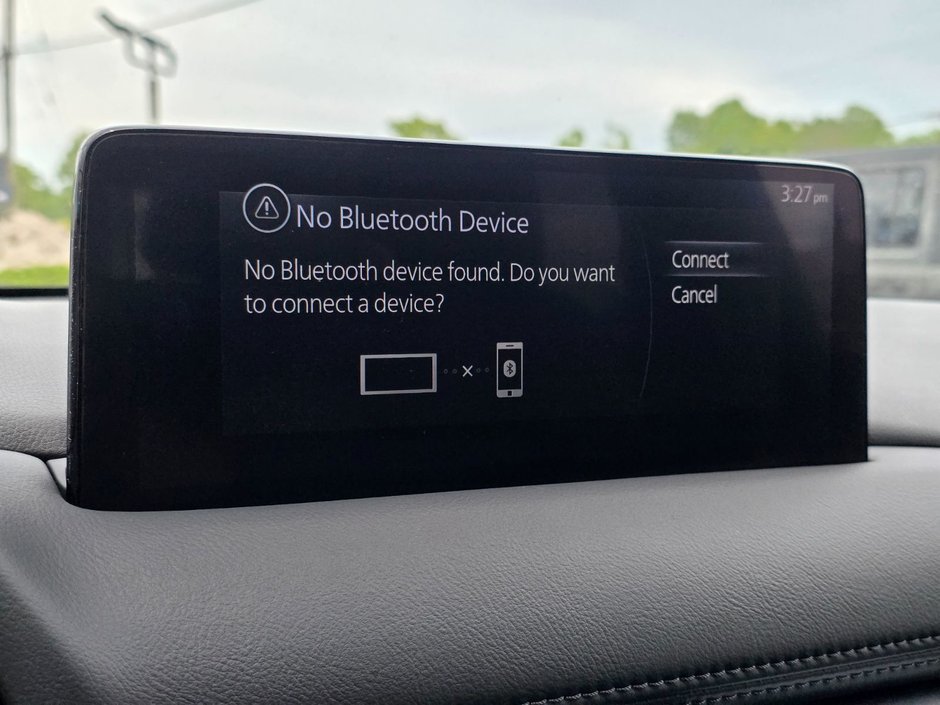 3:27 pm
No Bluetooth Device
No Bluetooth device found. Do you want
to connect a device?
Connect
Cancel